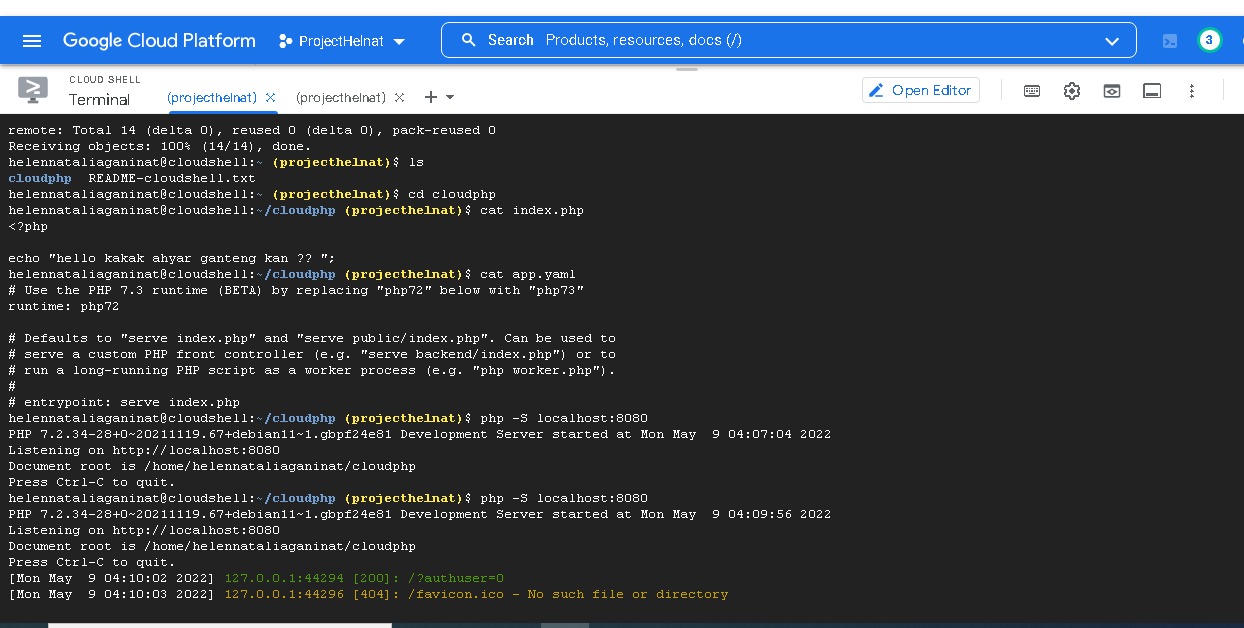 Google Cloud Platform
ProjectHelnat
Search Products, resources, docs (/)
3
CLOUD SHELL
Terminal
(projecthelnat)
(projecthelnat)
Open Editor
remote: Total 14 (delta 0), reused 0 (delta 0), pack-reused 0
Receiving objects: 100% (14/14), done.
helennataliaganinat@cloudshell:~ (projecthelnat)$ ls
cloudphp  README-cloudshell.txt
helennataliaganinat@cloudshell:~ (projecthelnat)$ cd cloudphp
helennataliaganinat@cloudshell:~/cloudphp (projecthelnat)$ cat index.php
<?php
echo "hello kakak ahyar ganteng kan ?? ";
helennataliaganinat@cloudshell:~/cloudphp (projecthelnat)$ cat app.yaml
# Use the PHP 7.3 runtime (BETA) by replacing "php72" below with "php73"
runtime: php72
# Defaults to "serve index.php" and "serve public/index.php". Can be used to
# serve a custom PHP front controller (e.g. "serve backend/index.php") or to
# run a long-running PHP script as a worker process (e.g. "php worker.php").
#
# entrypoint: serve index.php
helennataliaganinat@cloudshell:~/cloudphp (projecthelnat)$ php -S localhost:8080
PHP 7.2.34-28+0~20211119.67+debian11~1.gbpf24e81 Development Server started at Mon May  9 04:07:04 2022
Listening on http://localhost:8080
Document root is /home/helennataliaganinat/cloudphp
Press Ctrl-C to quit.
helennataliaganinat@cloudshell:~/cloudphp (projecthelnat)$ php -S localhost:8080
PHP 7.2.34-28+0~20211119.67+debian11~1.gbpf24e81 Development Server started at Mon May  9 04:09:56 2022
Listening on http://localhost:8080
Document root is /home/helennataliaganinat/cloudphp
Press Ctrl-C to quit.
[Mon May  9 04:10:02 2022] 127.0.0.1:44294 [200]: /?authuser=0
[Mon May  9 04:10:03 2022] 127.0.0.1:44296 [404]: /favicon.ico - No such file or directory